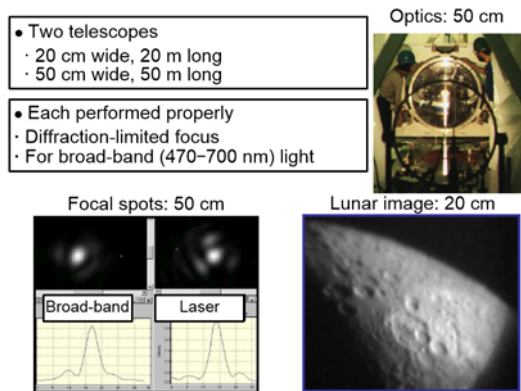 • Two telescopes
· 20 cm wide, 20 m long
· 50 cm wide, 50 m long
• Each performed properly
· Diffraction-limited focus
· For broad-band (470−700 nm) light
Optics: 50 cm
Focal spots: 50 cm
Broad-band
Laser
Lunar image: 20 cm